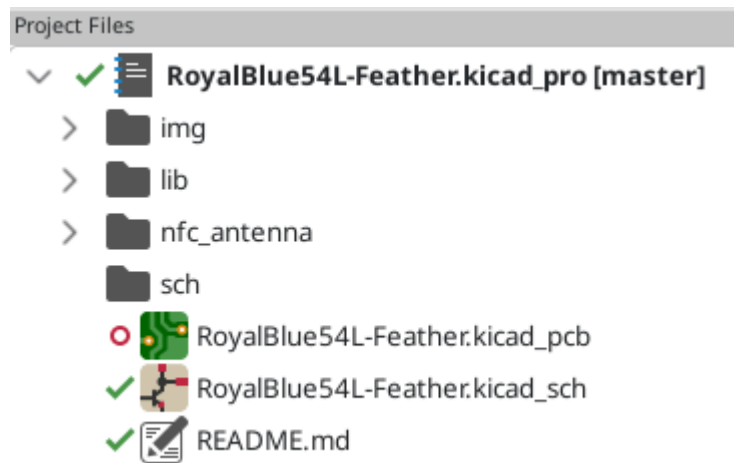 Project Files
RoyalBlue54L-Feather.kicad_pro [master]
img
lib
nfc_antenna
sch
RoyalBlue54L-Feather.kicad_pcb
RoyalBlue54L-Feather.kicad_sch
README.md